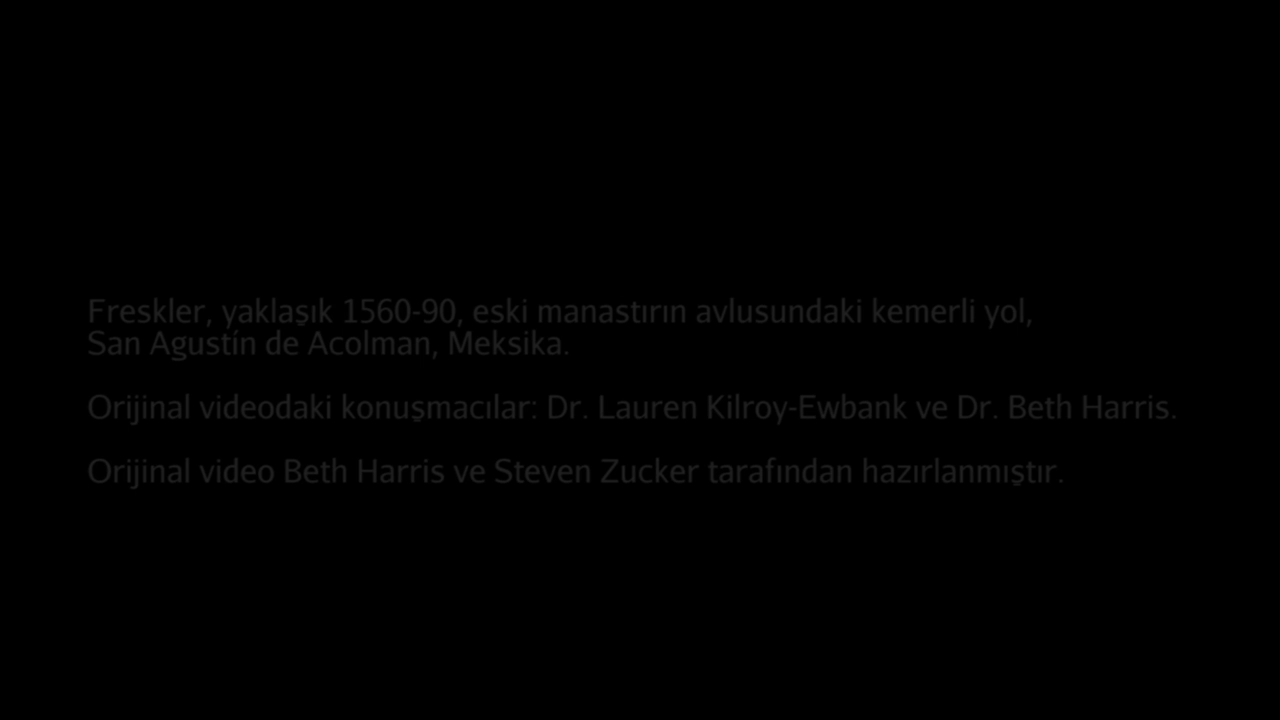 Freskler, yaklaşık 1560-90, eski manastırın avlusundaki kemerli yol,
San Agustín de Acolman, Meksika.
Orijinal videodaki konuşmacılar: Dr. Lauren Kilroy-Ewbank ve Dr. Beth Harris.
Orijinal video Beth Harris ve Steven Zucker tarafından hazırlanmıştır.